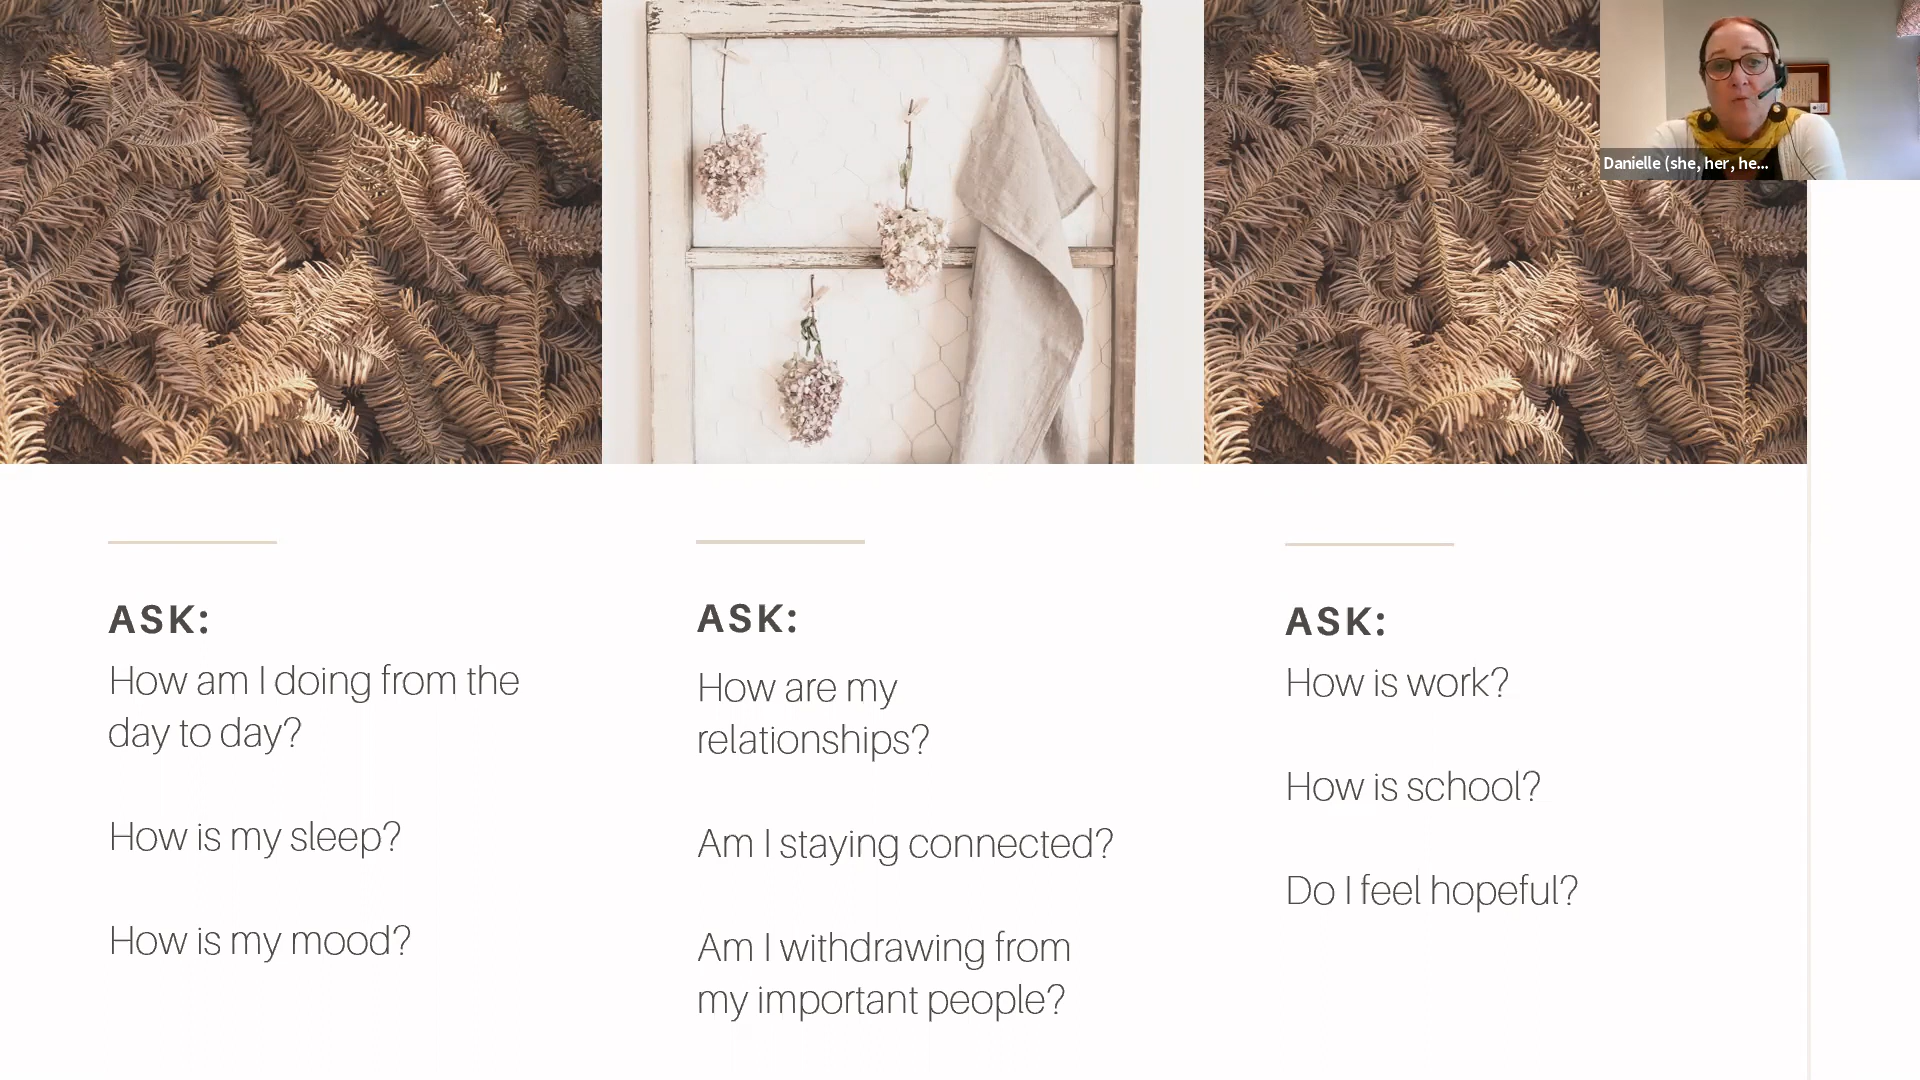 Danielle (she, her, he...
ASK:
How am I doing from the
day to day?
How is my sleep?
How is my mood?
ASK:
How are my
relationships?
Am I staying connected?
Am I withdrawing from
my important people?
ASK:
How is work?
How is school?
Do I feel hopeful?